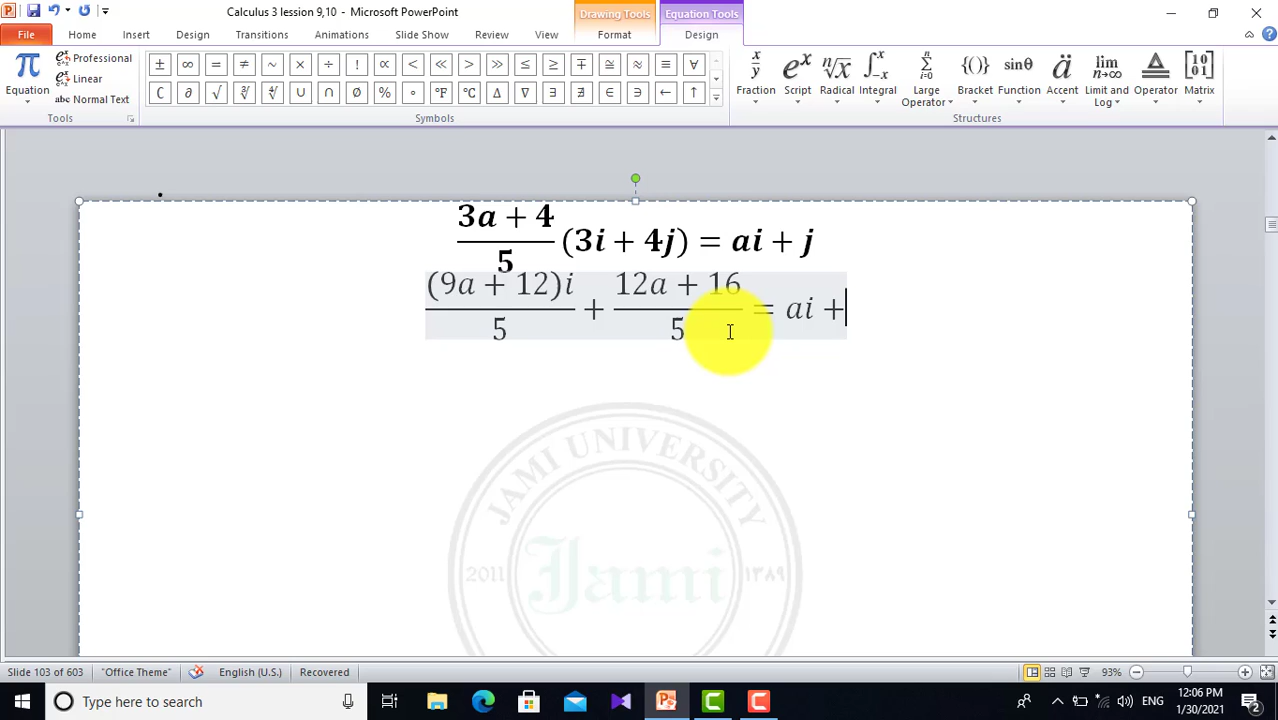 Calculus 3 lession 9,10 - Microsoft PowerPoint
Drawing Tools
Equation Tools
File Home Insert Design Transitions Animations Slide Show Review View Format Design
π Equation
Professional
Linear
abc Normal Text
± ∞ = ≠ ~ × ÷ ! ∝ < ≪ > ≫ ≤ ≥ ∓ ≅ ≈ ≡ ∀
∁ ∂ √ ∛ ∜ ∪ ∩ ∅ % ° ℉ ℃ ∆ ∇ ∃ ∄ ∈ ∋ ← ↑
Fraction Script Radical Integral Large Operator Bracket Function Accent Limit and Log Operator Matrix
Tools Symbols Structures
3a + 4
5
(3i + 4j) = ai + j
(9a + 12)i
5
+
12a + 16
5
= ai +
JAMI UNIVERSITY
2011 Jami ١٣٨٩
Slide 103 of 603 "Office Theme" English (U.S.) Recovered 93%
Type here to search
ENG
12:06 PM
1/30/2021
2